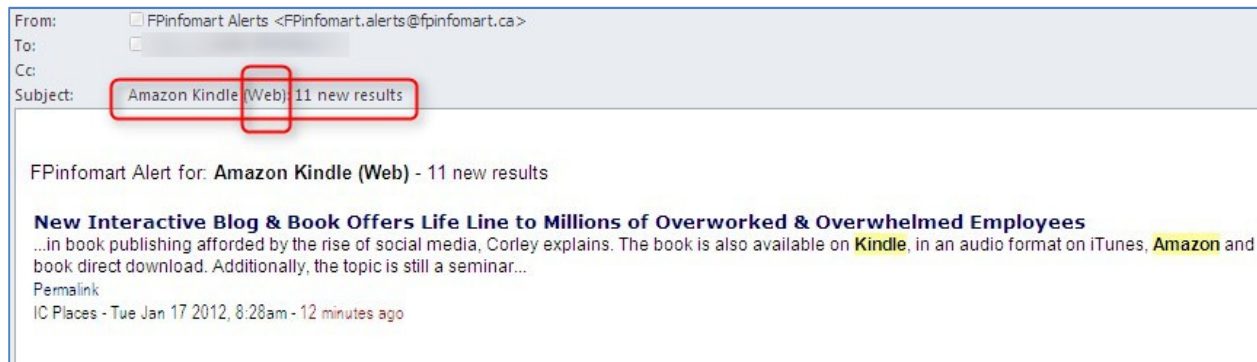 From: FPinfomart Alerts <FPinfomart.alerts@fpinfomart.ca>
To:
Cc:
Subject: Amazon Kindle (Web): 11 new results
FPinfomart Alert for: Amazon Kindle (Web) - 11 new results
New Interactive Blog & Book Offers Life Line to Millions of Overworked & Overwhelmed Employees
...in book publishing afforded by the rise of social media, Corley explains. The book is also available on Kindle, in an audio format on iTunes, Amazon and
book direct download. Additionally, the topic is still a seminar...
Permalink
IC Places - Tue Jan 17 2012, 8:28am - 12 minutes ago